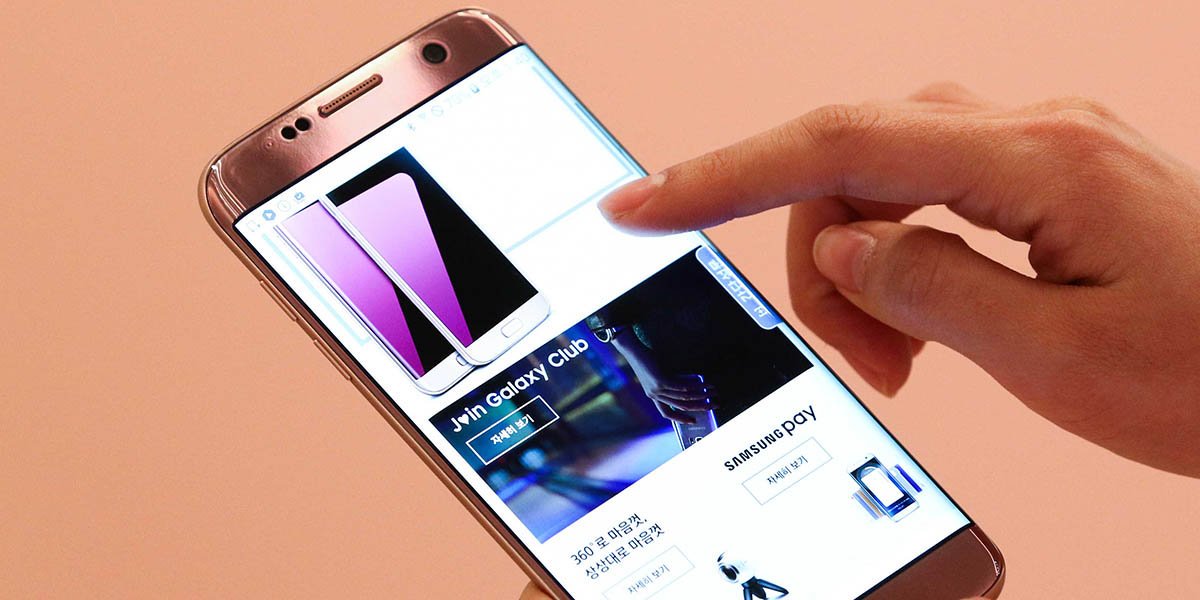 Join Galaxy Club
자세히 보기
SAMSUNG pay
자세히 보기
360°로 마음껏,
상상대로 마음껏
자세히 보기